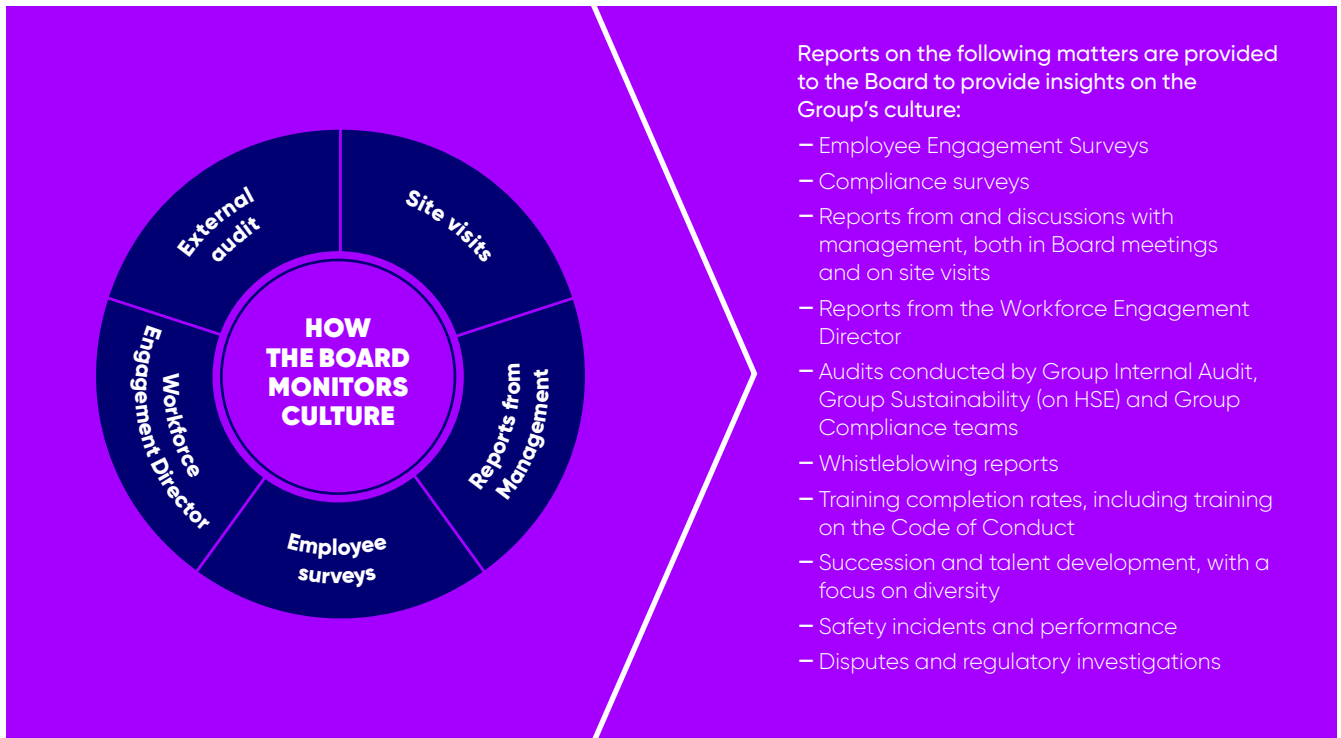 External
audit
Site visits
HOW
THE BOARD
MONITORS
CULTURE
Workforce
Engagement Director
Reports from
Management
Employee
surveys
Reports on the following matters are provided
to the Board to provide insights on the
Group’s culture:
– Employee Engagement Surveys
– Compliance surveys
– Reports from and discussions with
management, both in Board meetings
and on site visits
– Reports from the Workforce Engagement
Director
– Audits conducted by Group Internal Audit,
Group Sustainability (on HSE) and Group
Compliance teams
– Whistleblowing reports
– Training completion rates, including training
on the Code of Conduct
– Succession and talent development, with a
focus on diversity
– Safety incidents and performance
– Disputes and regulatory investigations